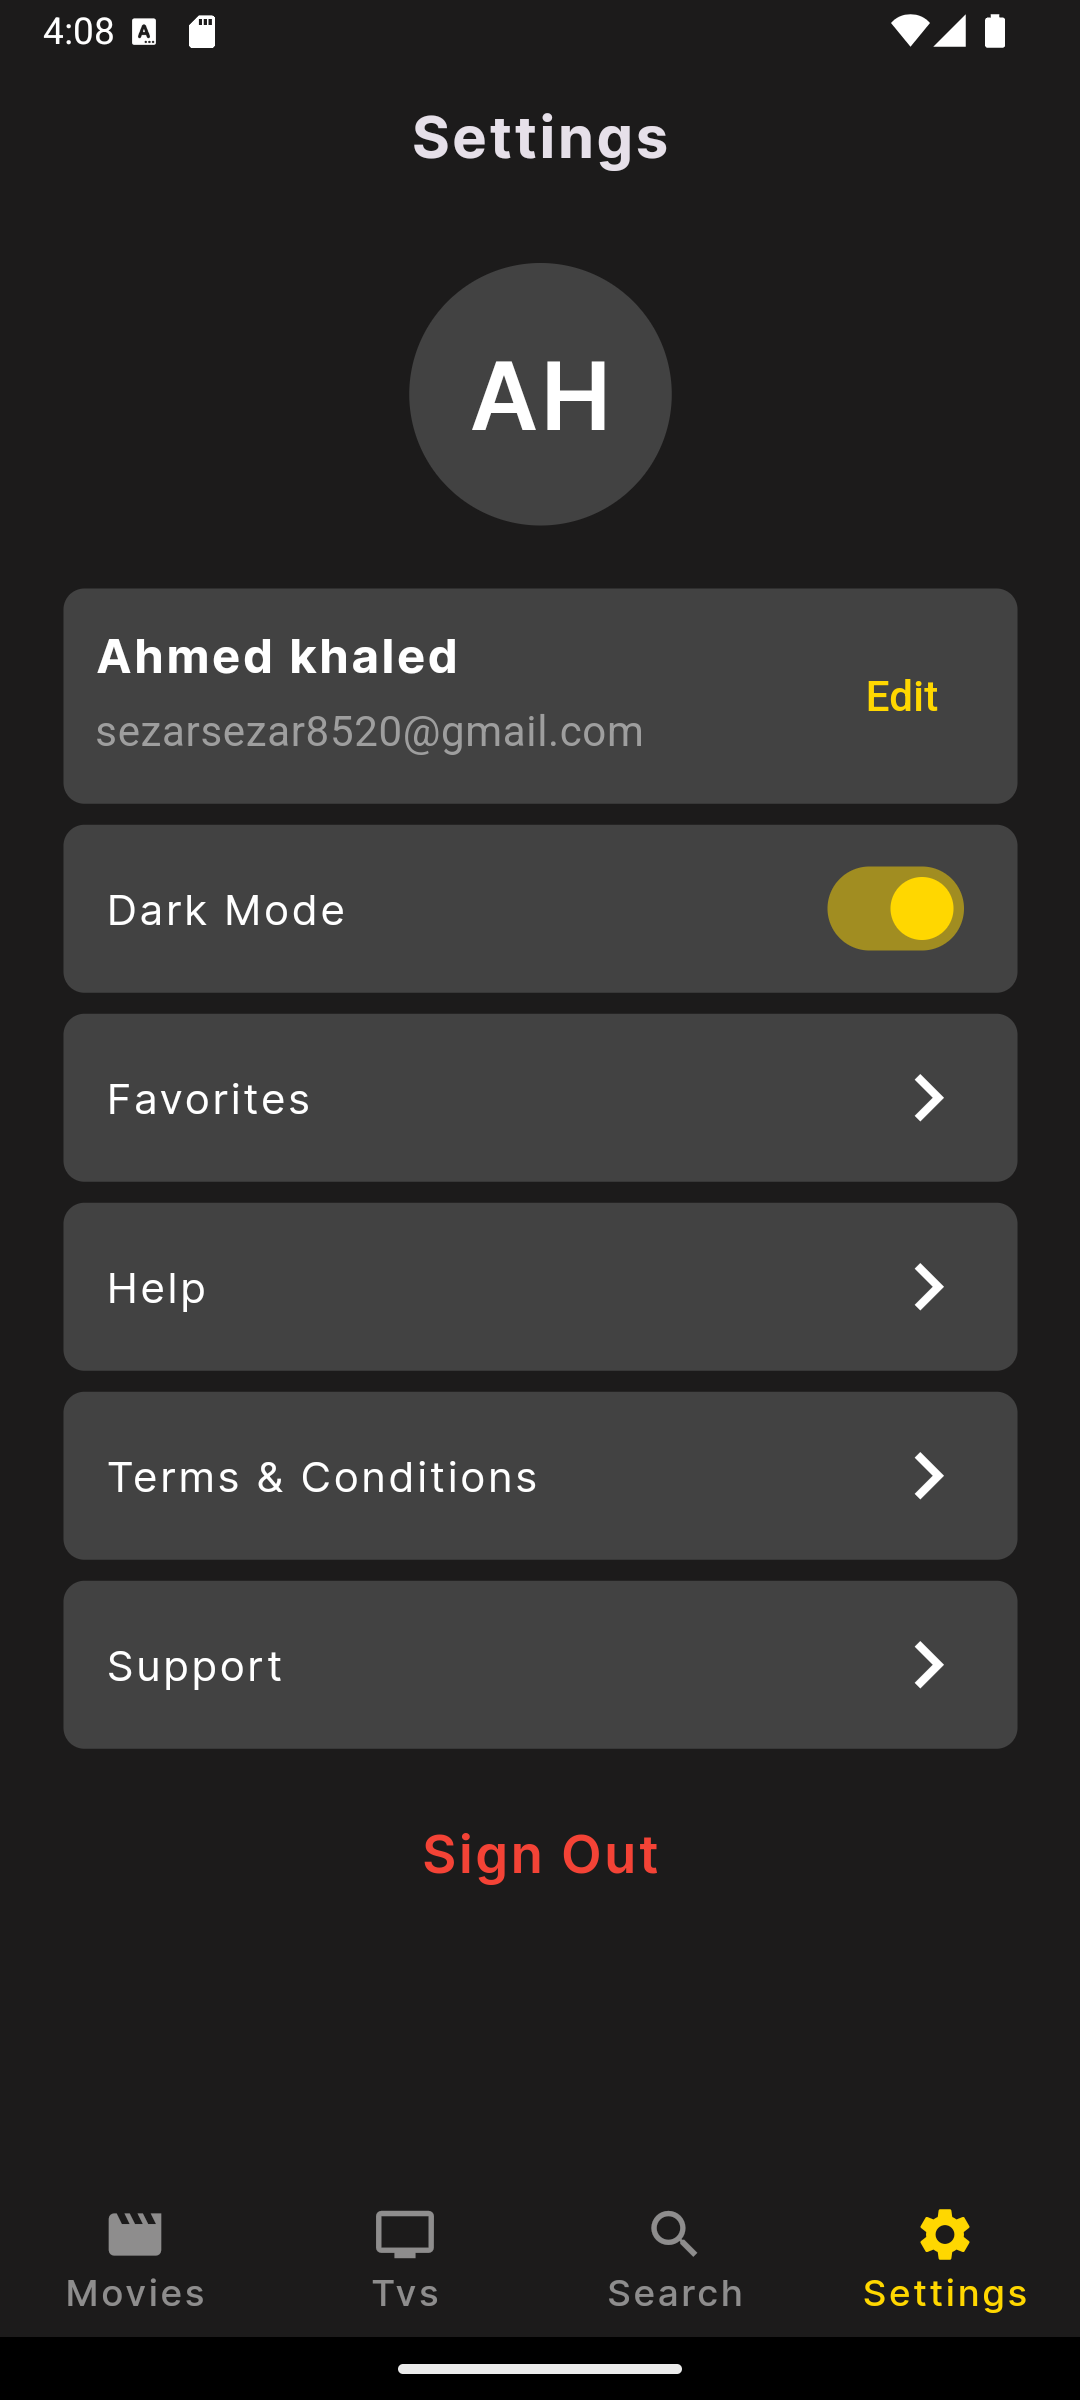 4:08
Settings
AH
Ahmed khaled
sezarsezar8520@gmail.com
Edit
Dark Mode
Favorites
Help
Terms & Conditions
Support
Sign Out
Movies
Tvs
Search
Settings